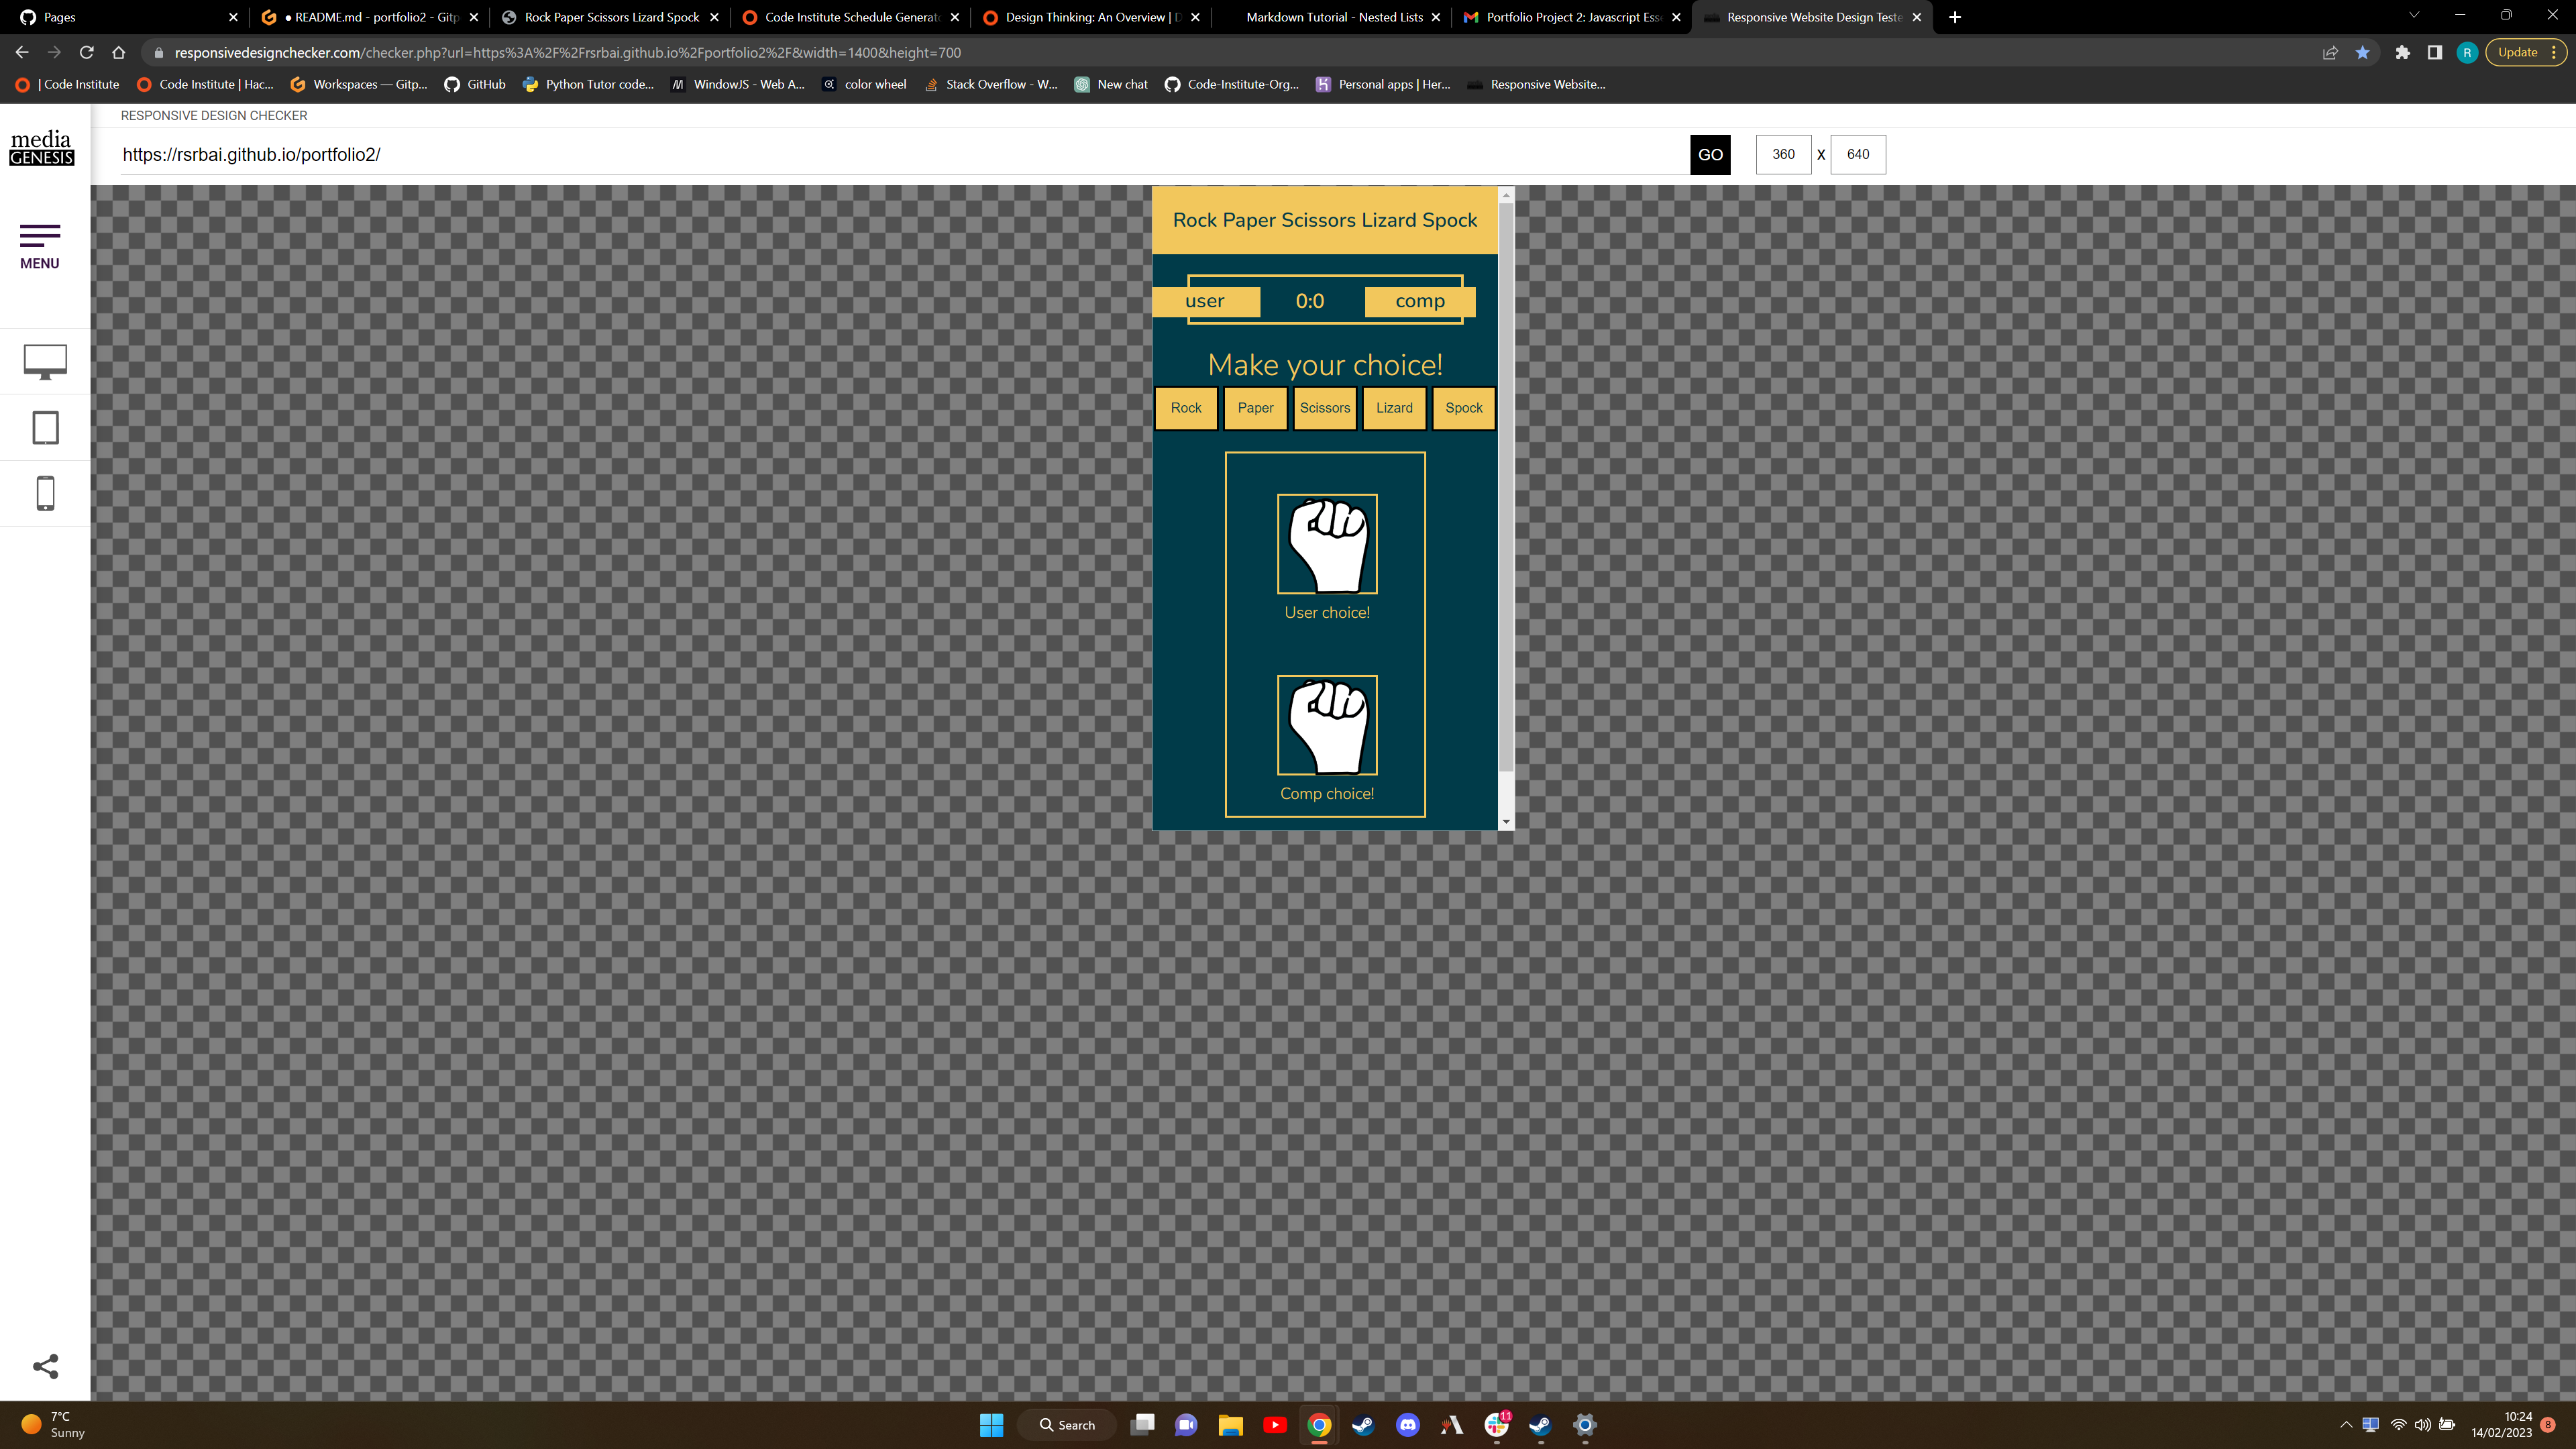 Pages
● README.md - portfolio2 - Gitp
Rock Paper Scissors Lizard Spock
Code Institute Schedule Generato
Design Thinking: An Overview | D
Markdown Tutorial - Nested Lists
Portfolio Project 2: Javascript Esse
Responsive Website Design Teste
responsivedesignchecker.com/checker.php?url=https%3A%2F%2Frsrbai.github.io%2Fportfolio2%2F&width=1400&height=700
R
Update
| Code Institute
Code Institute | Hac...
Workspaces — Gitp...
GitHub
Python Tutor code...
WindowJS - Web A...
color wheel
Stack Overflow - W...
New chat
Code-Institute-Org...
Personal apps | Her...
Responsive Website...
media
GENESIS
RESPONSIVE DESIGN CHECKER
https://rsrbai.github.io/portfolio2/
GO
360 X 640
MENU
Rock Paper Scissors Lizard Spock
user 0:0 comp
Make your choice!
Rock Paper Scissors Lizard Spock
User choice!
Comp choice!
7°C
Sunny
Search
11
10:24
14/02/2023
8